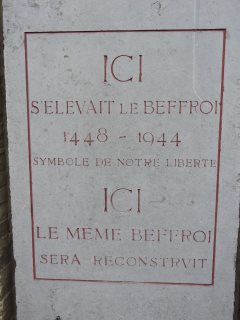 ICI
S'ELEVAIT LE BEFFROI
1448 - 1944
SYMBOLE DE NOTRE LIBERTE
ICI
LE MEME BEFFROI
SERA RECONSTRVIT